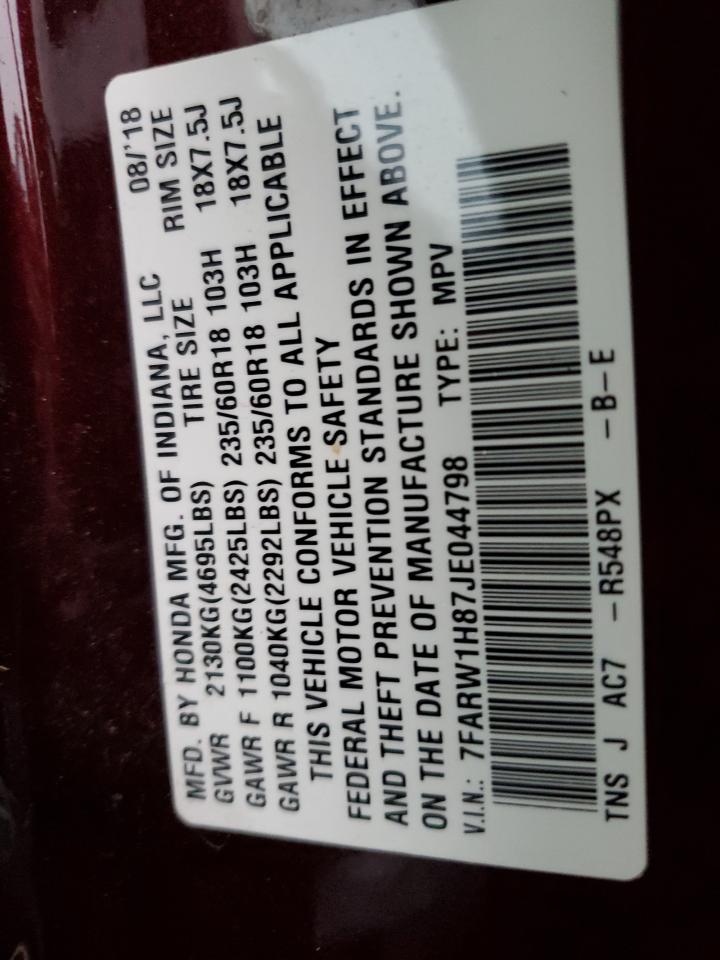 MFD. BY HONDA MFG. OF INDIANA, LLC 08/'18
GVWR 2130KG(4695LBS) TIRE SIZE RIM SIZE
GAWR F 1100KG(2425LBS) 235/60R18 103H 18X7.5J
GAWR R 1040KG(2292LBS) 235/60R18 103H 18X7.5J
THIS VEHICLE CONFORMS TO ALL APPLICABLE
FEDERAL MOTOR VEHICLE SAFETY
AND THEFT PREVENTION STANDARDS IN EFFECT
ON THE DATE OF MANUFACTURE SHOWN ABOVE.
V.I.N.: 7FARW1H87JE044798 TYPE: MPV
TNS J AC7 -R548PX -B-E